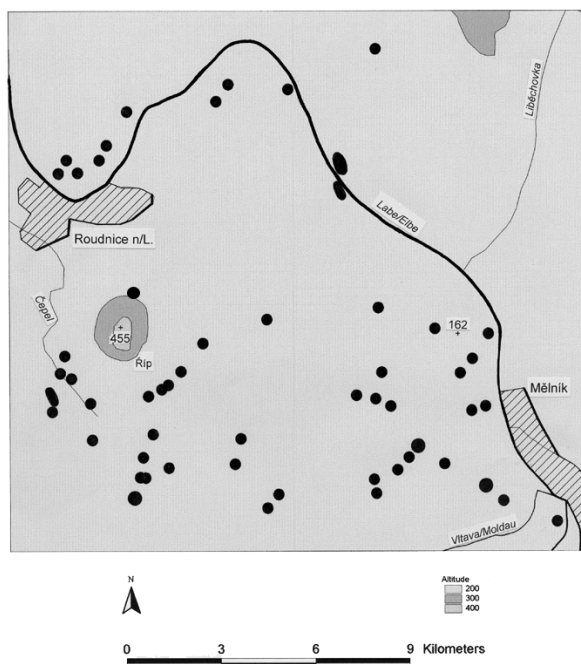 Liběchovka
Labe/Elbe
Roudnice n/L.
Čepel
455
Říp
162
Mělník
Vltava/Moldau
N
Altitude
200
300
400
0 3 6 9 Kilometers